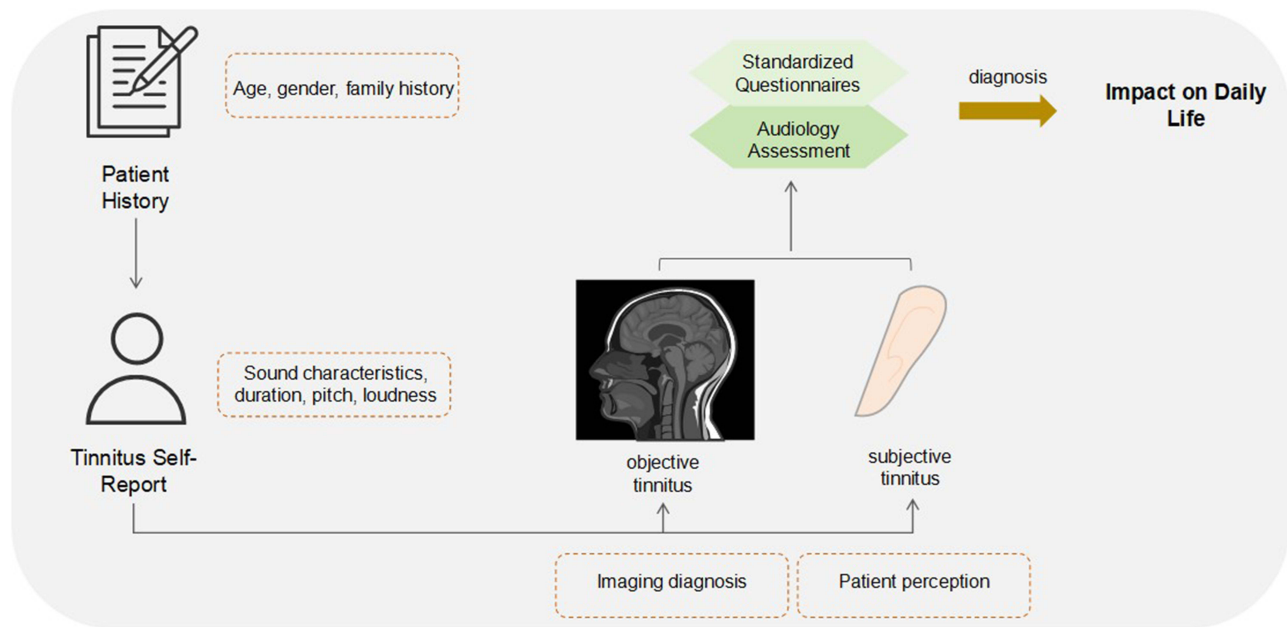 Age, gender, family history
Patient
History
Sound characteristics,
duration, pitch, loudness
Tinnitus Self-
Report
Standardized
Questionnaires
Audiology
Assessment
diagnosis
Impact on Daily
Life
objective
tinnitus
subjective
tinnitus
Imaging diagnosis
Patient perception